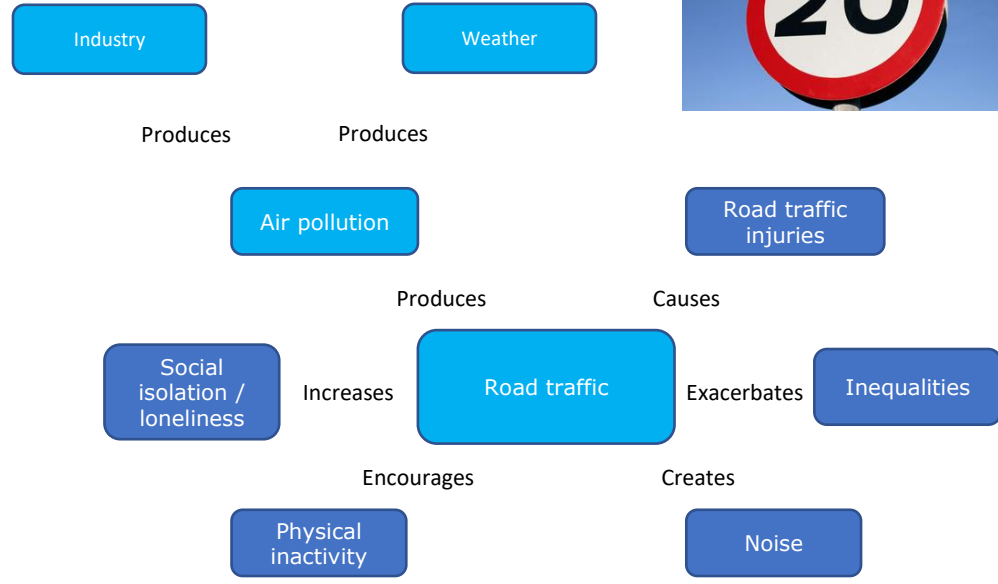 20
Industry
Weather
Produces
Produces
Air pollution
Road traffic
injuries
Produces
Causes
Social
isolation /
loneliness
Increases
Road traffic
Exacerbates
Inequalities
Encourages
Creates
Physical
inactivity
Noise